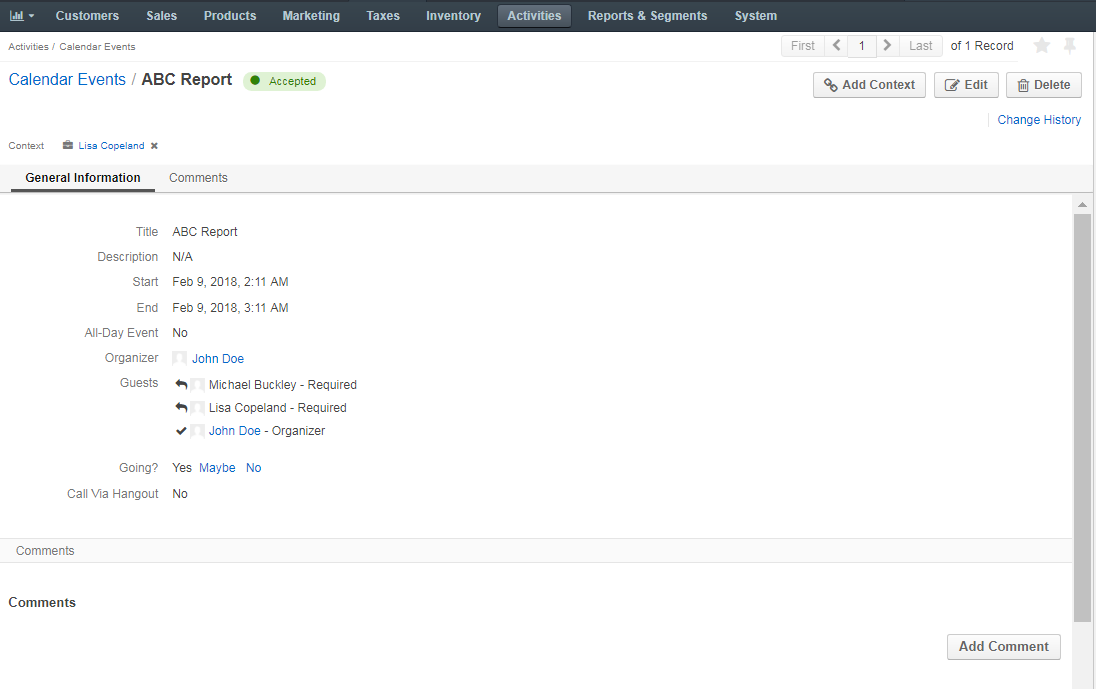 Customers Sales Products Marketing Taxes Inventory Activities Reports & Segments System
Activities / Calendar Events First 1 Last of 1 Record
Calendar Events / ABC Report Accepted Add Context Edit Delete
Change History
Context Lisa Copeland
General Information Comments
Title ABC Report
Description N/A
Start Feb 9, 2018, 2:11 AM
End Feb 9, 2018, 3:11 AM
All-Day Event No
Organizer John Doe
Guests Michael Buckley - Required
Lisa Copeland - Required
John Doe - Organizer
Going? Yes Maybe No
Call Via Hangout No
Comments
Comments
Add Comment